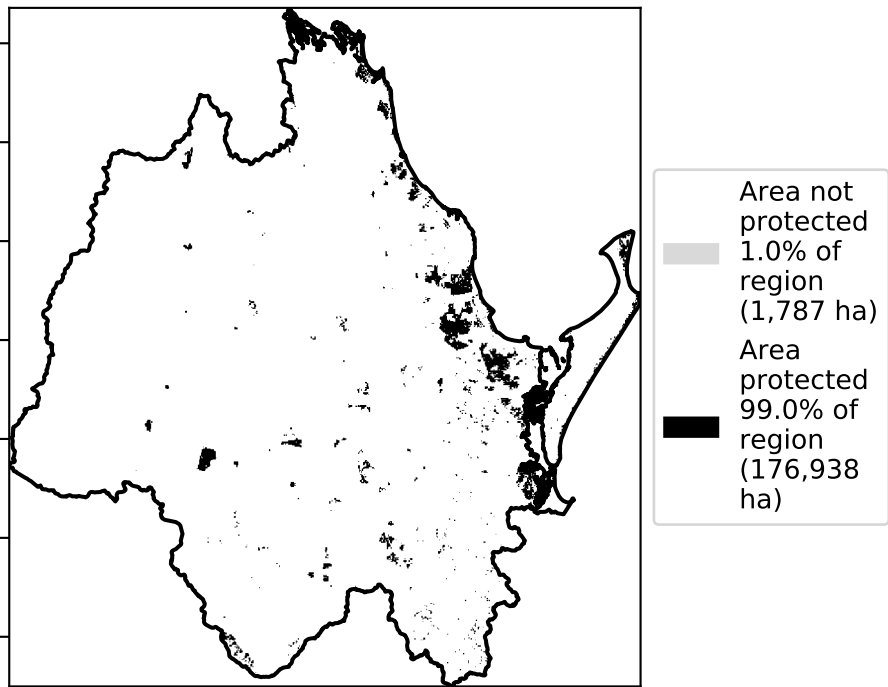 Area not
protected
1.0% of
region
(1,787 ha)
Area
protected
99.0% of
region
(176,938
ha)